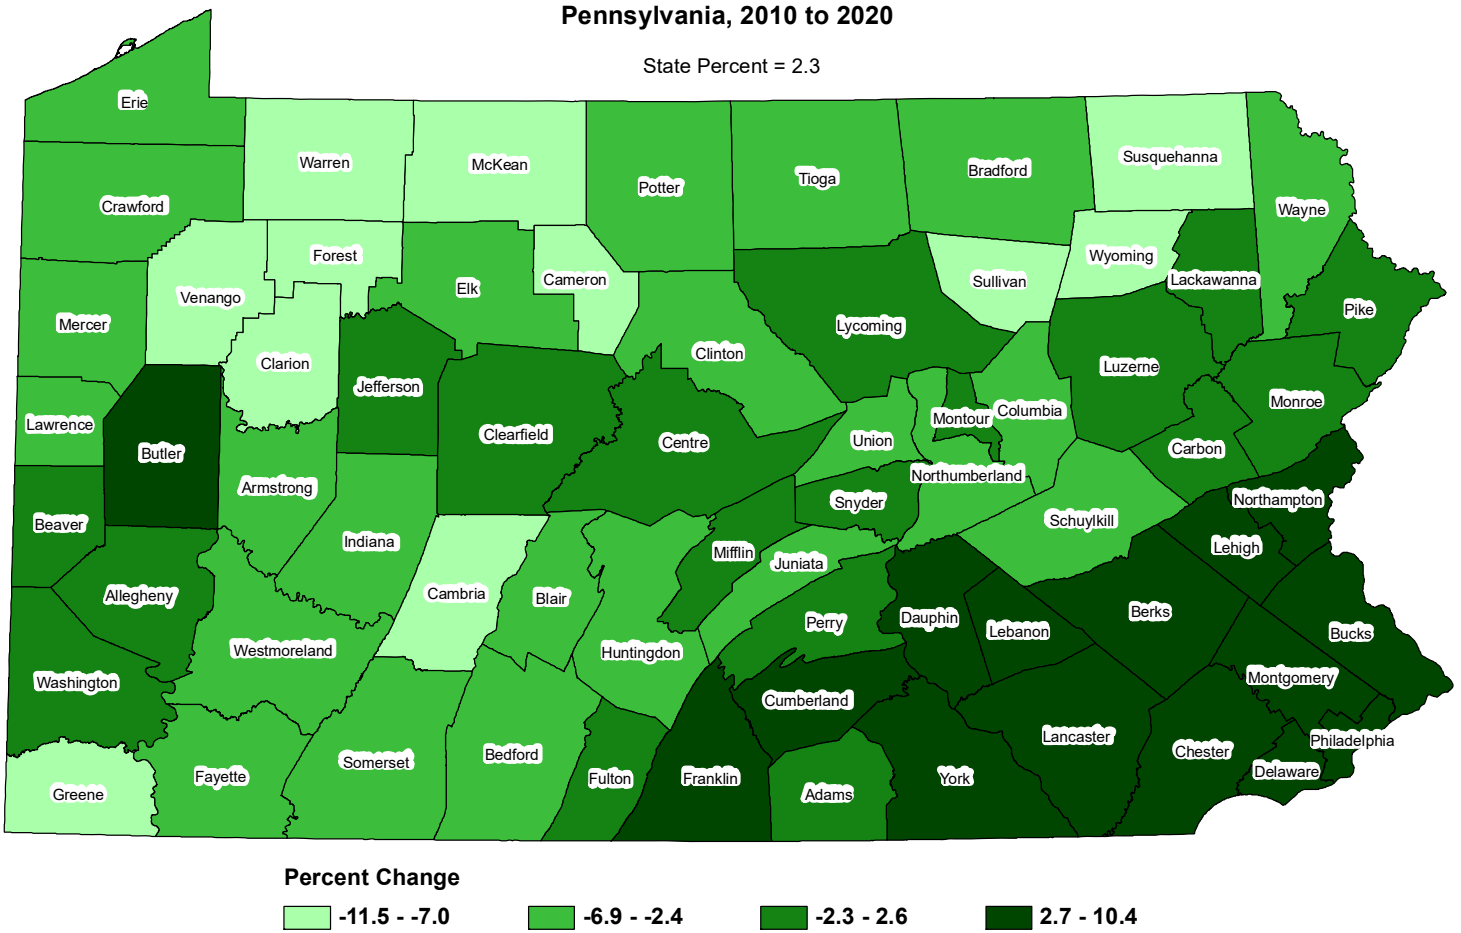 Pennsylvania, 2010 to 2020
State Percent = 2.3
Erie
Warren
McKean
Susquehanna
Crawford
Potter
Tioga
Bradford
Wayne
Forest
Wyoming
Venango
Elk
Cameron
Sullivan
Lackawanna
Mercer
Lycoming
Pike
Clarion
Clinton
Luzerne
Jefferson
Monroe
Lawrence
Montour
Columbia
Butler
Clearfield
Centre
Union
Carbon
Armstrong
Northumberland
Northampton
Beaver
Snyder
Schuylkill
Indiana
Mifflin
Juniata
Lehigh
Allegheny
Cambria
Blair
Berks
Perry
Dauphin
Lebanon
Bucks
Westmoreland
Huntingdon
Washington
Montgomery
Cumberland
Lancaster
Philadelphia
Somerset
Bedford
Chester
Fayette
Fulton
Franklin
York
Delaware
Greene
Adams
Percent Change
-11.5 - -7.0
-6.9 - -2.4
-2.3 - 2.6
2.7 - 10.4